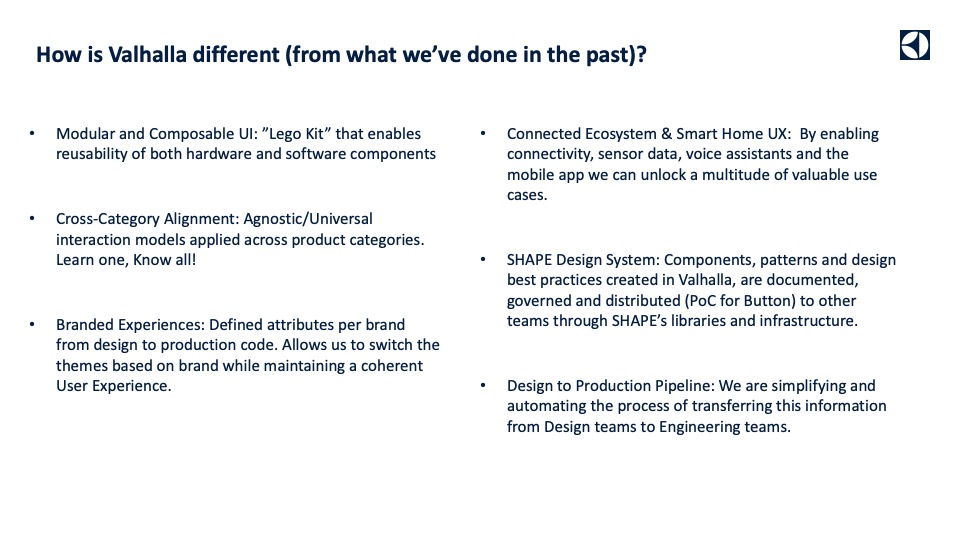 How is Valhalla different (from what we’ve done in the past)?
• Modular and Composable UI: ”Lego Kit” that enables
reusability of both hardware and software components
• Cross-Category Alignment: Agnostic/Universal
interaction models applied across product categories.
Learn one, Know all!
• Branded Experiences: Defined attributes per brand
from design to production code. Allows us to switch the
themes based on brand while maintaining a coherent
User Experience.
• Connected Ecosystem & Smart Home UX:  By enabling
connectivity, sensor data, voice assistants and the
mobile app we can unlock a multitude of valuable use
cases.
• SHAPE Design System: Components, patterns and design
best practices created in Valhalla, are documented,
governed and distributed (PoC for Button) to other
teams through SHAPE’s libraries and infrastructure.
• Design to Production Pipeline: We are simplifying and
automating the process of transferring this information
from Design teams to Engineering teams.